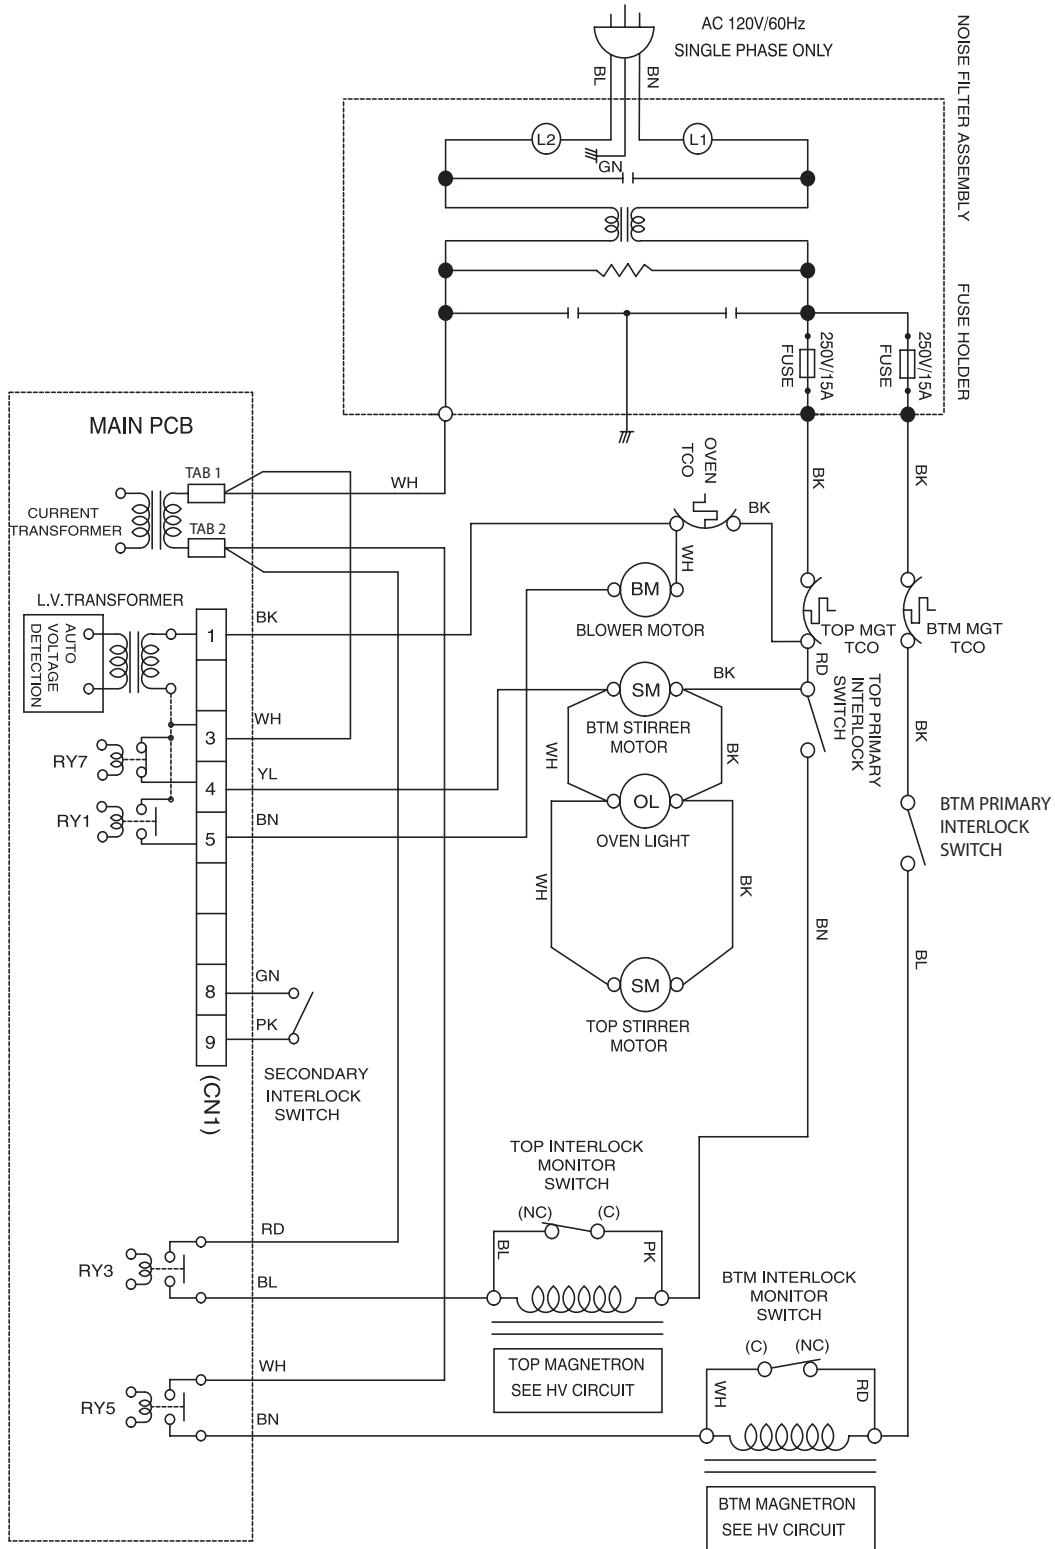 AC 120V/60Hz
SINGLE PHASE ONLY
BL
BN
NOISE FILTER ASSEMBLY
L2
L1
GN
FUSE HOLDER
250V/15A
FUSE
250V/15A
FUSE
MAIN PCB
TAB 1
WH
CURRENT
TRANSFORMER
TAB 2
OVEN
TCO
BK
BK
BK
WH
L.V.TRANSFORMER
AUTO
VOLTAGE
DETECTION
1
BK
BM
BLOWER MOTOR
TOP MGT
TCO
BTM MGT
TCO
RD
TOP PRIMARY
INTERLOCK
SWITCH
WH
3
RY7
YL
4
SM
BK
BTM STIRRER
MOTOR
WH
BK
BK
RY1
BN
5
OL
OVEN LIGHT
BTM PRIMARY
INTERLOCK
SWITCH
WH
BK
BN
BL
8
GN
9
PK
SM
TOP STIRRER
MOTOR
(CN1)
SECONDARY
INTERLOCK
SWITCH
TOP INTERLOCK
MONITOR
SWITCH
(NC)
(C)
RD
BL
PK
RY3
BL
BTM INTERLOCK
MONITOR
SWITCH
(C)
(NC)
TOP MAGNETRON
SEE HV CIRCUIT
WH
WH
RD
RY5
BN
BTM MAGNETRON
SEE HV CIRCUIT